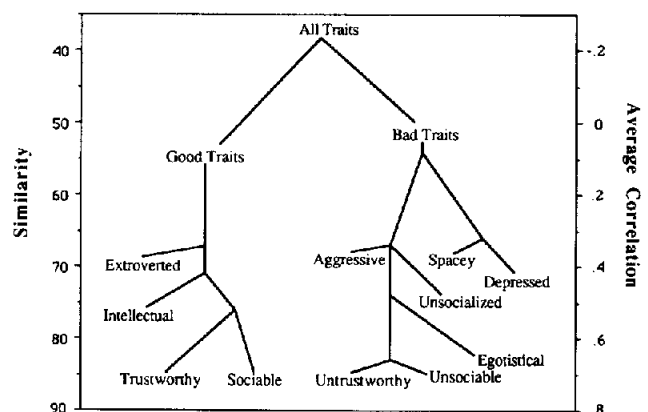 All Traits
40
-.2
50
0
Bad Traits
Good Traits
60
.2
Similarity
Average Correlation
Extroverted
Aggressive
Spacey
70
.4
Depressed
Unsocialized
Intellectual
80
.6
Egotistical
Trustworthy
Sociable
Untrustworthy
Unsociable
90
.8